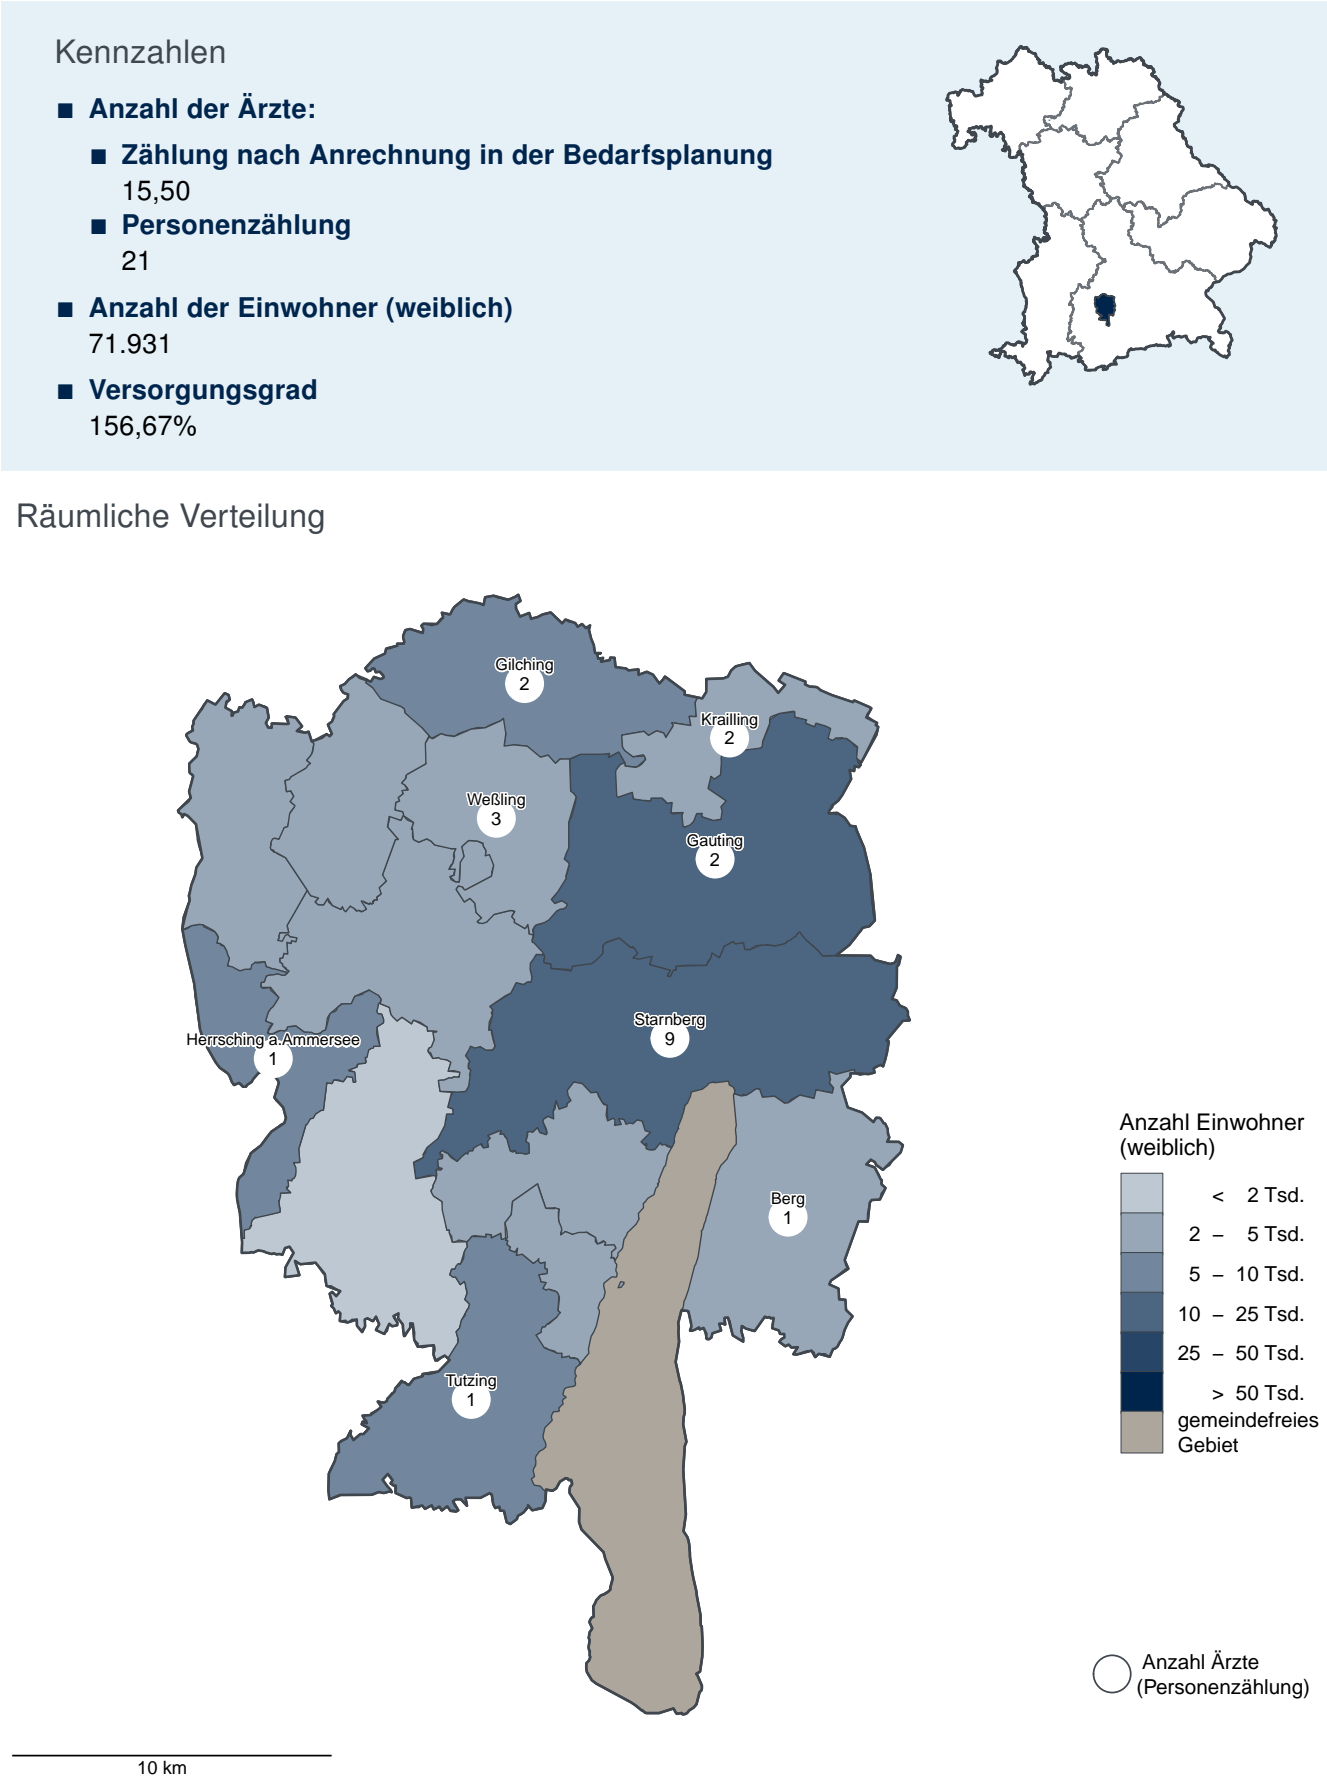 Kennzahlen
Anzahl der Ärzte:
Zählung nach Anrechnung in der Bedarfsplanung
15,50
Personenzählung
21
Anzahl der Einwohner (weiblich)
71.931
Versorgungsgrad
156,67%
Räumliche Verteilung
Gilching
2
Krailling
2
Weßling
3
Gauting
2
Starnberg
9
Herrsching a.Ammersee
1
Berg
1
Tutzing
1
Anzahl Einwohner
(weiblich)
< 2 Tsd.
2 – 5 Tsd.
5 – 10 Tsd.
10 – 25 Tsd.
25 – 50 Tsd.
> 50 Tsd.
gemeindefreies
Gebiet
Anzahl Ärzte
(Personenzählung)
10 km